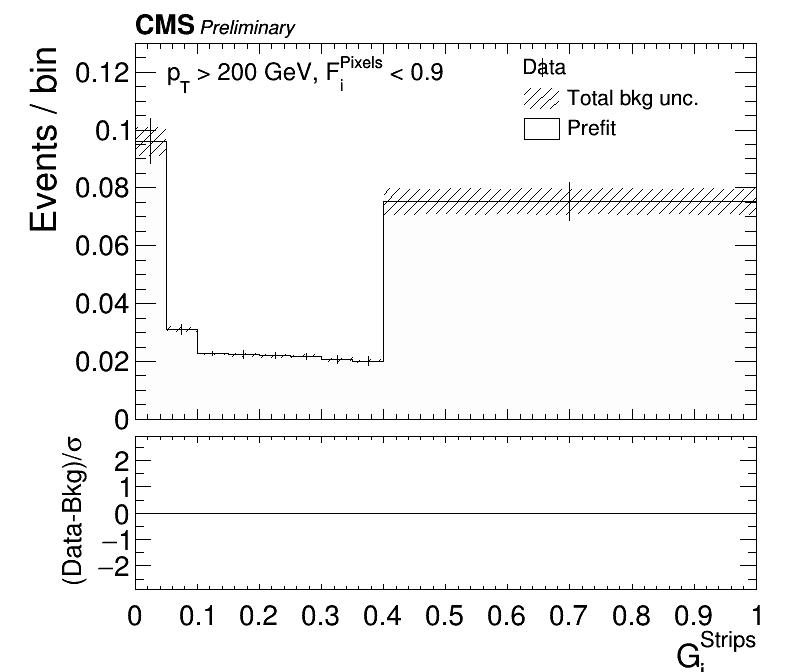 CMS Preliminary
p_T > 200 GeV, F_i^Pixels < 0.9
Data
Total bkg unc.
Prefit
Events / bin
0.12
0.1
0.08
0.06
0.04
0.02
0
(Data-Bkg)/σ
2
1
0
−1
−2
0 0.1 0.2 0.3 0.4 0.5 0.6 0.7 0.8 0.9 1
G_i^Strips